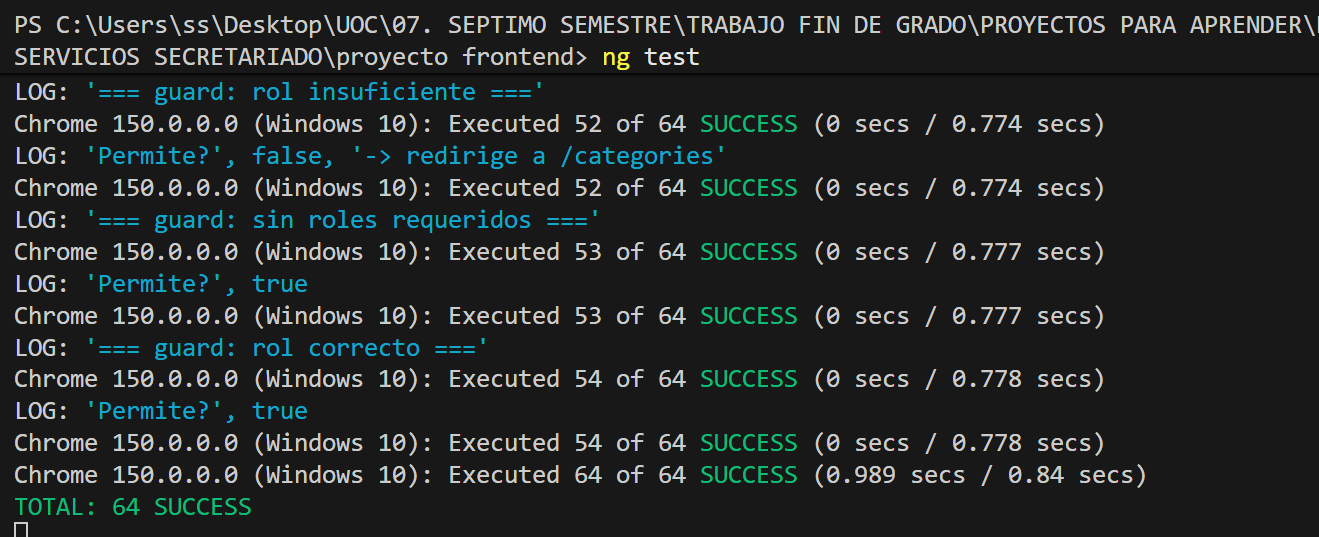 PS C:\Users\ss\Desktop\UOC\07. SEPTIMO SEMESTRE\TRABAJO FIN DE GRADO\PROYECTOS PARA APRENDER\
SERVICIOS SECRETARIADO\proyecto frontend> ng test
LOG: '=== guard: rol insuficiente ==='
Chrome 150.0.0.0 (Windows 10): Executed 52 of 64 SUCCESS (0 secs / 0.774 secs)
LOG: 'Permite?', false, '-> redirige a /categories'
Chrome 150.0.0.0 (Windows 10): Executed 52 of 64 SUCCESS (0 secs / 0.774 secs)
LOG: '=== guard: sin roles requeridos ==='
Chrome 150.0.0.0 (Windows 10): Executed 53 of 64 SUCCESS (0 secs / 0.777 secs)
LOG: 'Permite?', true
Chrome 150.0.0.0 (Windows 10): Executed 53 of 64 SUCCESS (0 secs / 0.777 secs)
LOG: '=== guard: rol correcto ==='
Chrome 150.0.0.0 (Windows 10): Executed 54 of 64 SUCCESS (0 secs / 0.778 secs)
LOG: 'Permite?', true
Chrome 150.0.0.0 (Windows 10): Executed 54 of 64 SUCCESS (0 secs / 0.778 secs)
Chrome 150.0.0.0 (Windows 10): Executed 64 of 64 SUCCESS (0.989 secs / 0.84 secs)
TOTAL: 64 SUCCESS